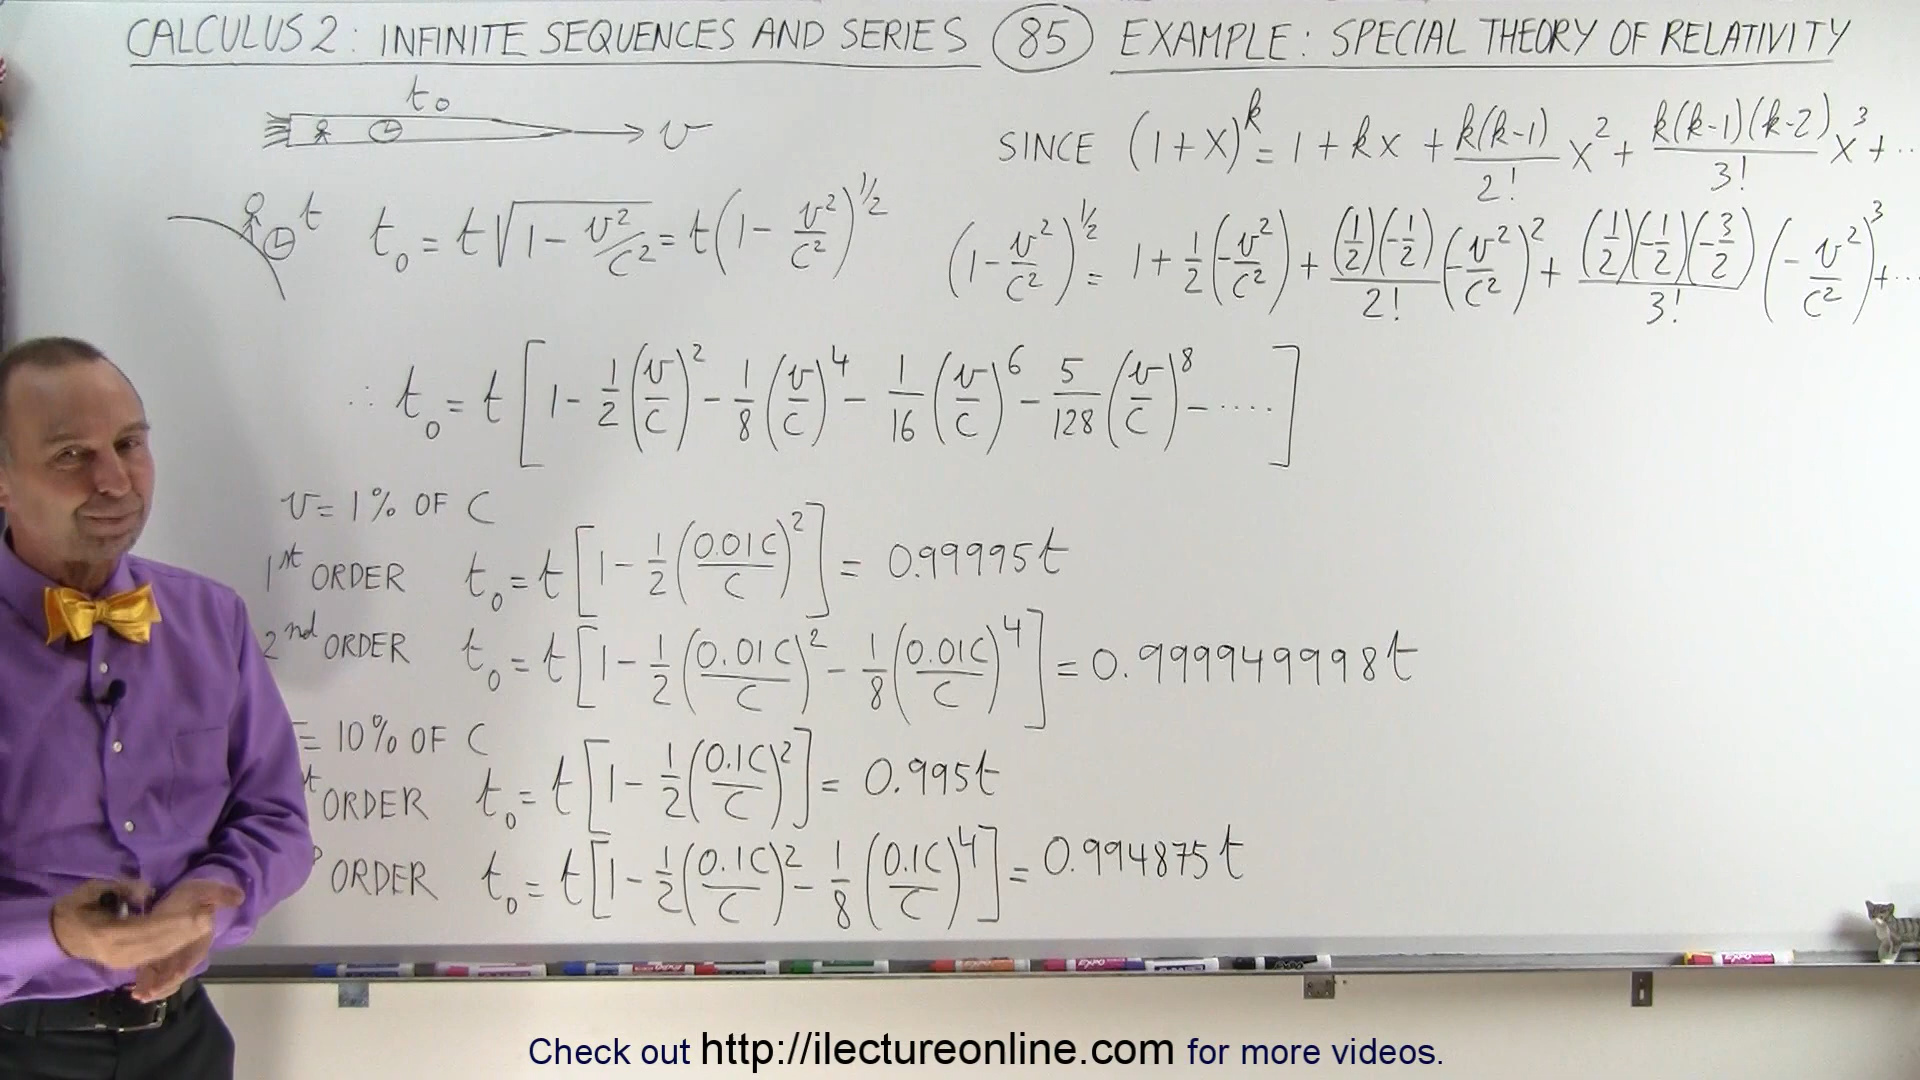 CALCULUS 2: INFINITE SEQUENCES AND SERIES (85) EXAMPLE: SPECIAL THEORY OF RELATIVITY
t₀
v
SINCE (1+x)^k = 1 + kx + k(k-1)/2! x² + k(k-1)(k-2)/3! x³ + ...
t
t₀ = t√(1 - v²/c²) = t(1 - v²/c²)^1/2
(1 - v²/c²)^1/2 = 1 + 1/2(-v²/c²) + (1/2)(-1/2)/2! (-v²/c²)² + (1/2)(-1/2)(-3/2)/3! (-v²/c²)³ + ...
∴ t₀ = t[1 - 1/2(v/c)² - 1/8(v/c)⁴ - 1/16(v/c)⁶ - 5/128(v/c)⁸ - ....]
v = 1% OF C
1st ORDER t₀ = t[1 - 1/2(0.01C/C)²] = 0.99995t
2nd ORDER t₀ = t[1 - 1/2(0.01C/C)² - 1/8(0.01C/C)⁴] = 0.9999499998t
= 10% OF C
t ORDER t₀ = t[1 - 1/2(0.1C/C)²] = 0.995t
ORDER t₀ = t[1 - 1/2(0.1C/C)² - 1/8(0.1C/C)⁴] = 0.994875t
EXPO
EXPO
Check out http://ilectureonline.com for more videos.